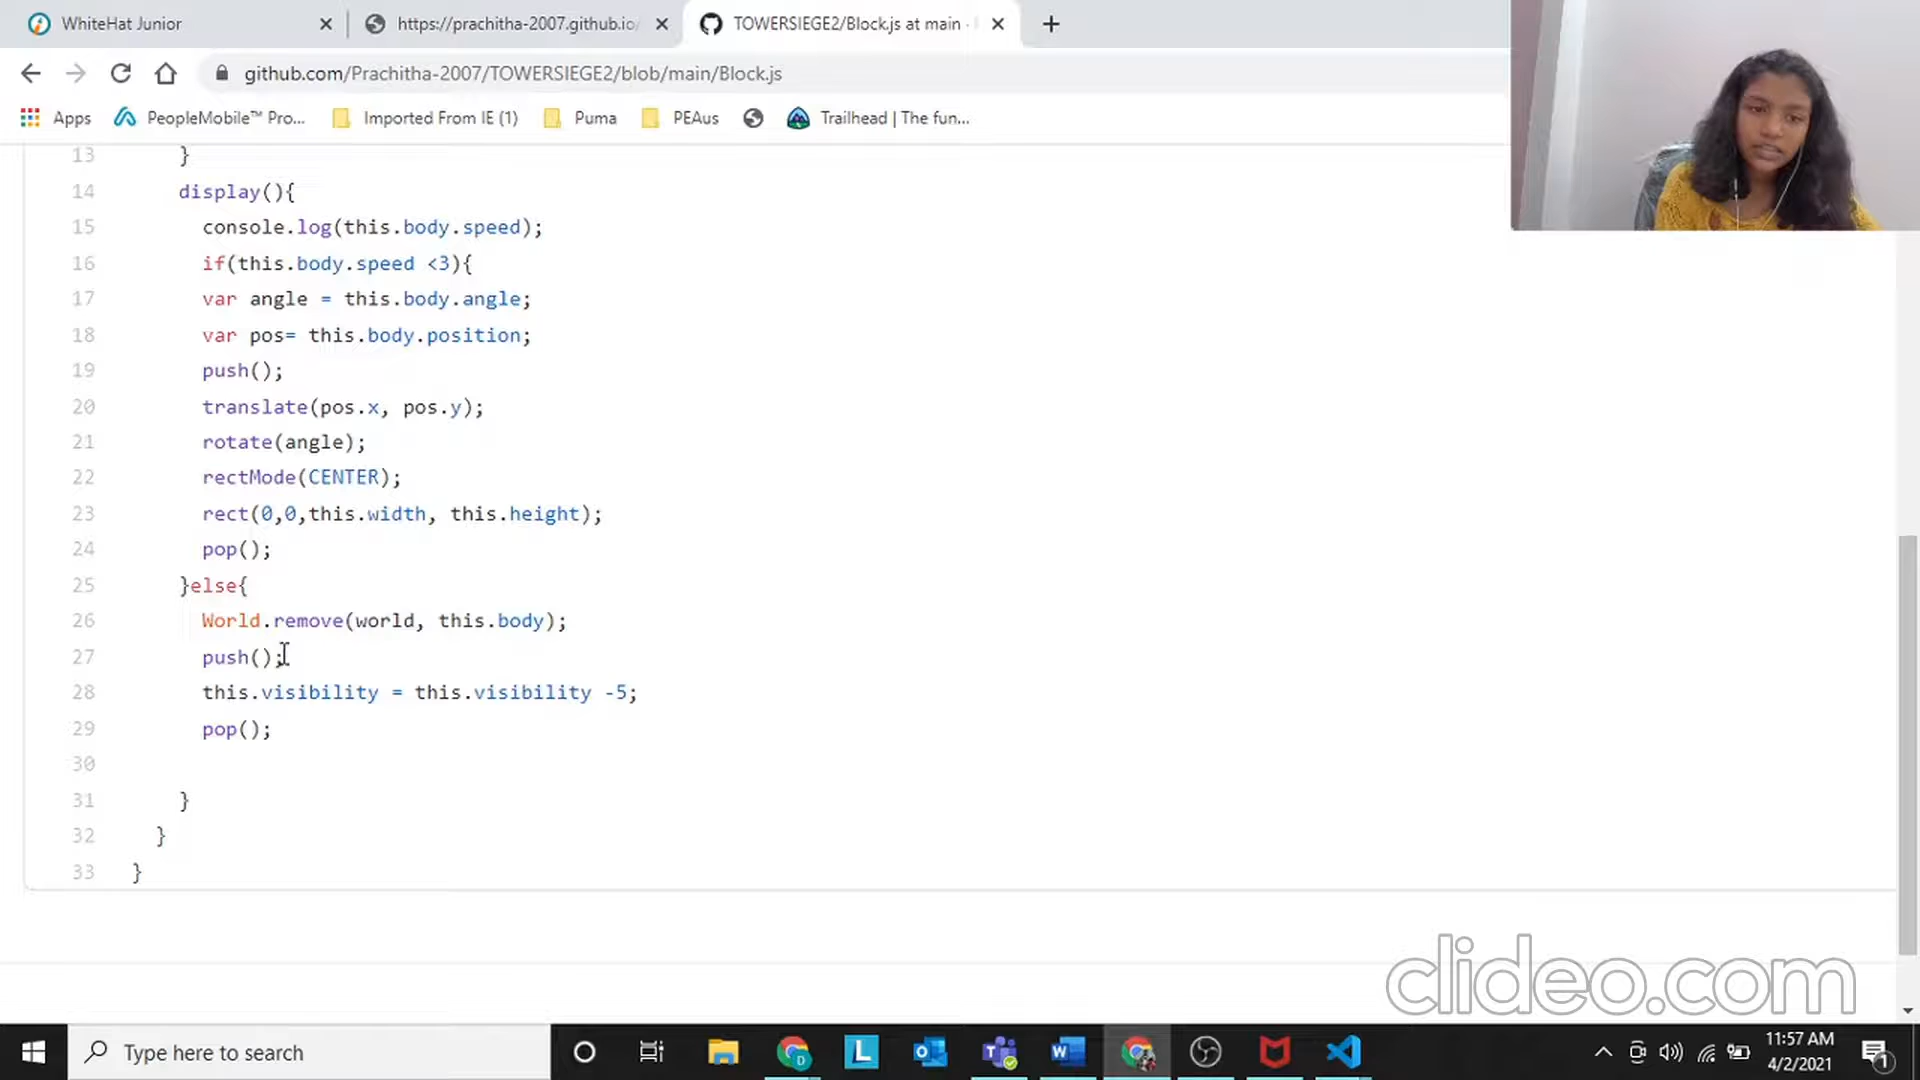 WhiteHat Junior
https://prachitha-2007.github.io/
TOWERSIEGE2/Block.js at main ·
github.com/Prachitha-2007/TOWERSIEGE2/blob/main/Block.js
Apps
PeopleMobile™ Pro...
Imported From IE (1)
Puma
PEAus
Trailhead | The fun...
13 }
14 display(){
15 console.log(this.body.speed);
16 if(this.body.speed <3){
17 var angle = this.body.angle;
18 var pos= this.body.position;
19 push();
20 translate(pos.x, pos.y);
21 rotate(angle);
22 rectMode(CENTER);
23 rect(0,0,this.width, this.height);
24 pop();
25 }else{
26 World.remove(world, this.body);
27 push();
28 this.visibility = this.visibility -5;
29 pop();
30
31 }
32 }
33 }
clideo.com
Type here to search
11:57 AM
4/2/2021
1